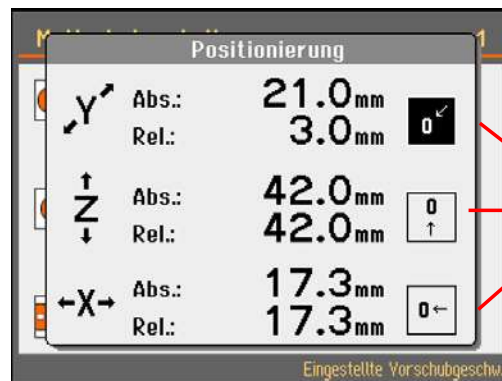 Positionierung
Y Abs.: 21.0mm
Rel.: 3.0mm 0
Z Abs.: 42.0mm 0
Rel.: 42.0mm
X Abs.: 17.3mm
Rel.: 17.3mm 0
Eingestellte